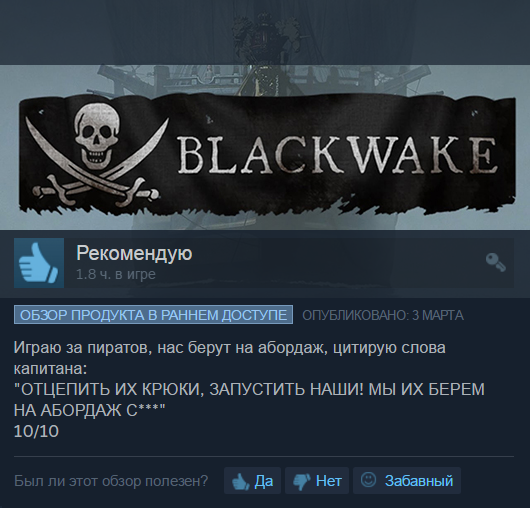 BLACKWAKE
Рекомендую
1.8 ч. в игре
ОБЗОР ПРОДУКТА В РАННЕМ ДОСТУПЕ ОПУБЛИКОВАНО: 3 МАРТА
Играю за пиратов, нас берут на абордаж, цитирую слова
капитана:
"ОТЦЕПИТЬ ИХ КРЮКИ, ЗАПУСТИТЬ НАШИ! МЫ ИХ БЕРЕМ
НА АБОРДАЖ С***"
10/10
Был ли этот обзор полезен? Да Нет Забавный